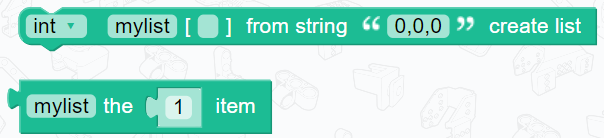 int mylist [ ] from string “ 0,0,0 ” create list
mylist the 1 item